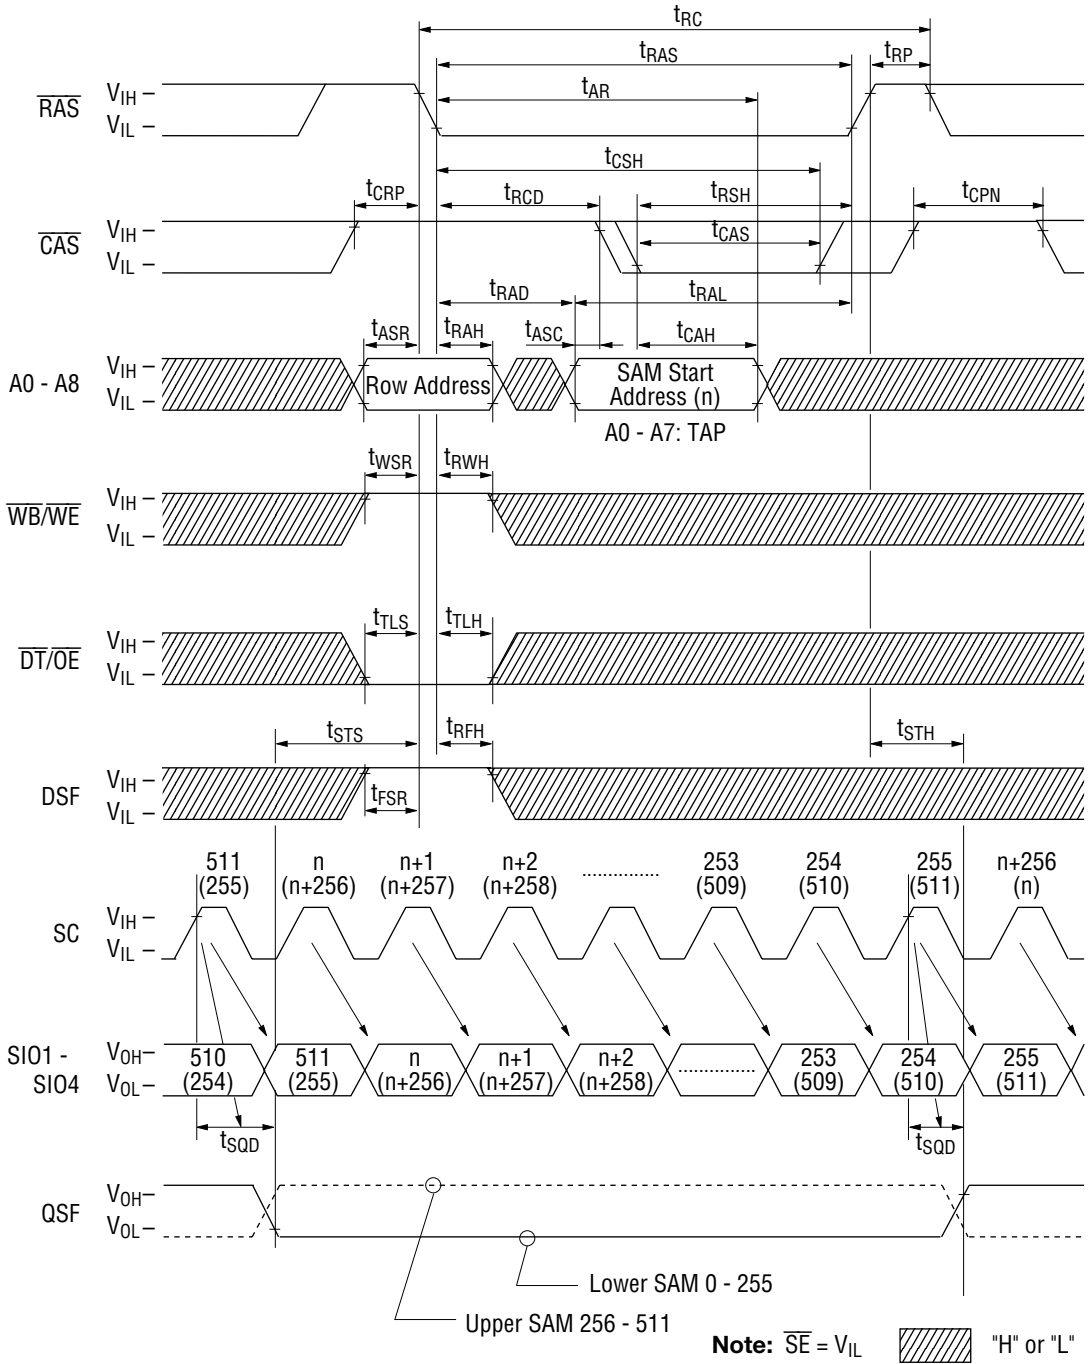 tRC
tRAS
tRP
tAR
RAS
VIH –
VIL –
tCSH
tCRP
tRCD
tRSH
tCPN
CAS
VIH –
VIL –
tCAS
tRAD
tRAL
tASR
tRAH
tASC
tCAH
A0 - A8
VIH –
VIL –
Row Address
SAM Start
Address (n)
A0 - A7: TAP
tWSR
tRWH
WB/WE
VIH –
VIL –
tTLS
tTLH
DT/OE
VIH –
VIL –
tSTS
tRFH
tSTH
DSF
VIH –
VIL –
tFSR
511 n n+1 n+2 ............... 253 254 255 n+256
(255) (n+256) (n+257) (n+258) (509) (510) (511) (n)
SC
VIH –
VIL –
SIO1 -
SIO4
VOH–
VOL–
510 511 n n+1 n+2 ............... 253 254 255
(254) (255) (n+256) (n+257) (n+258) (509) (510) (511)
tSQD
tSQD
QSF
VOH–
VOL–
Lower SAM 0 - 255
Upper SAM 256 - 511
Note: SE = VIL
"H" or "L"